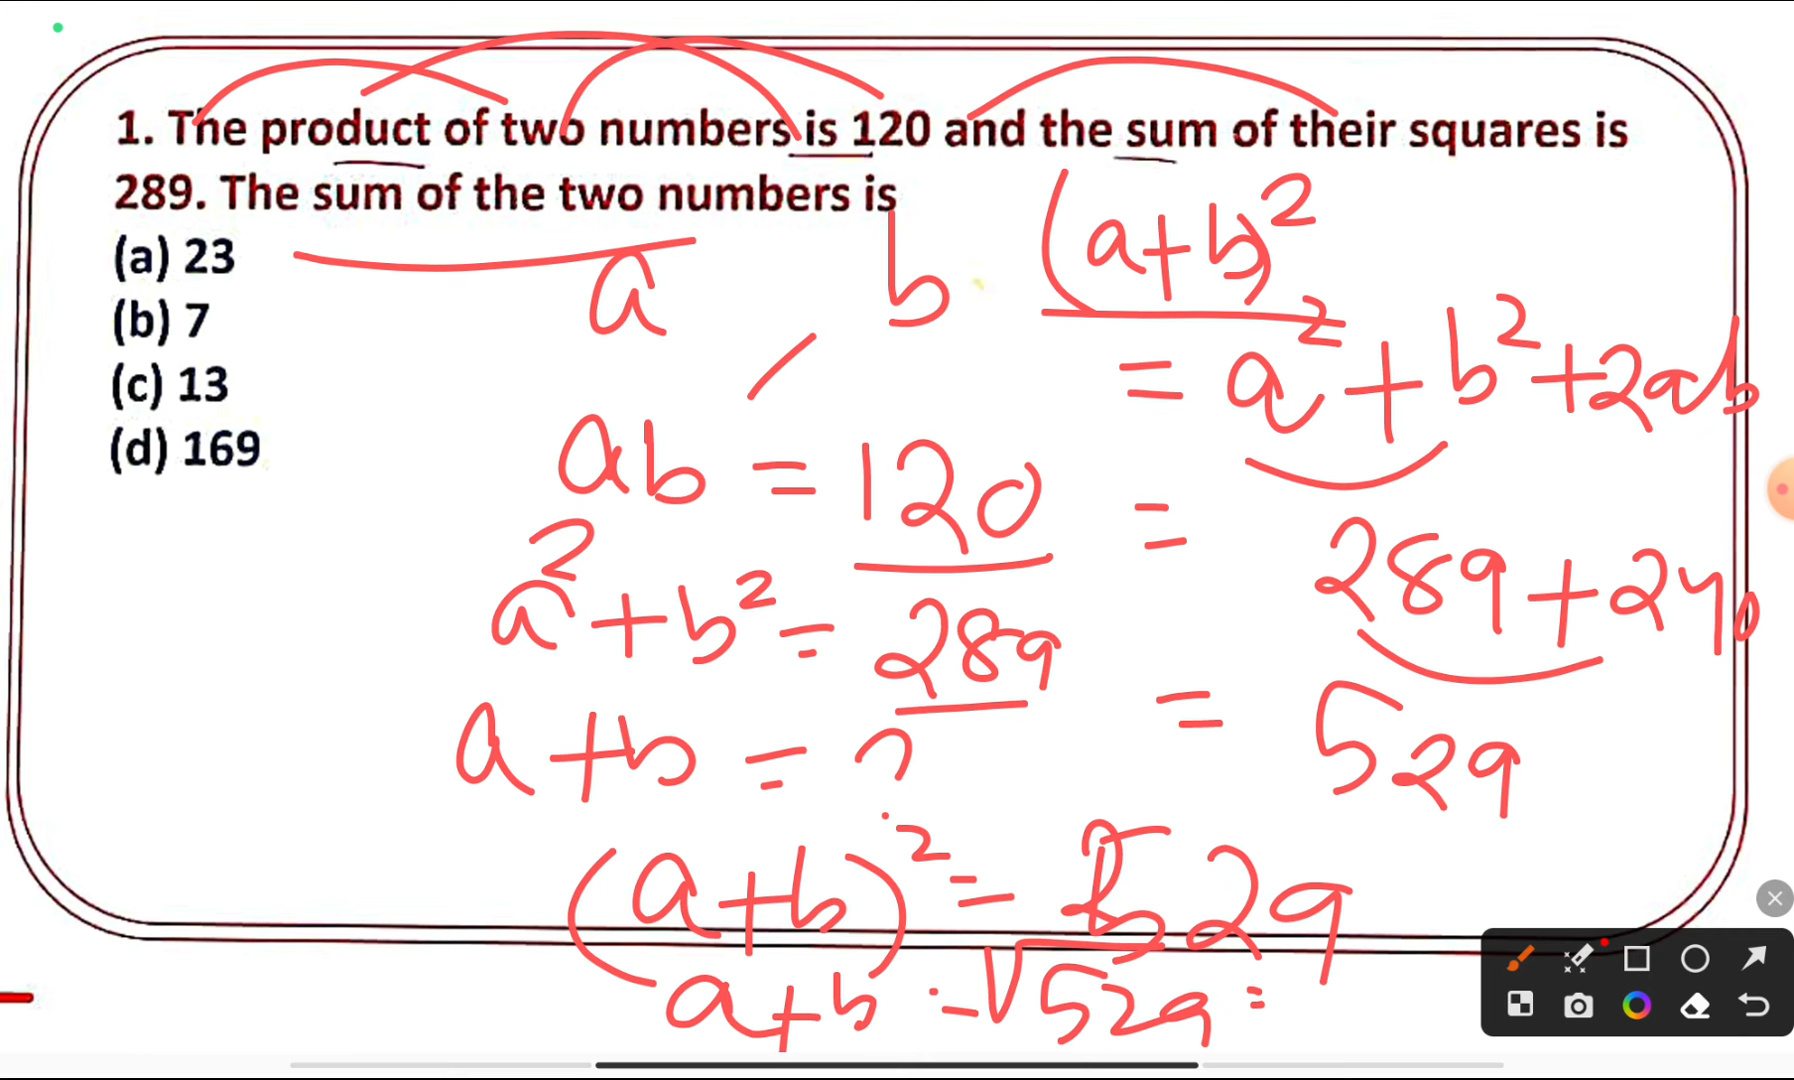 1. The product of two numbers is 120 and the sum of their squares is
289. The sum of the two numbers is
(a) 23
(b) 7
(c) 13
(d) 169
a , b
(a+b)²
= a² + b² + 2ab
ab = 120
= 289 + 240
a² + b² = 289
= 529
a + b = ?
(a+b)² = 529
a + b = √529 =